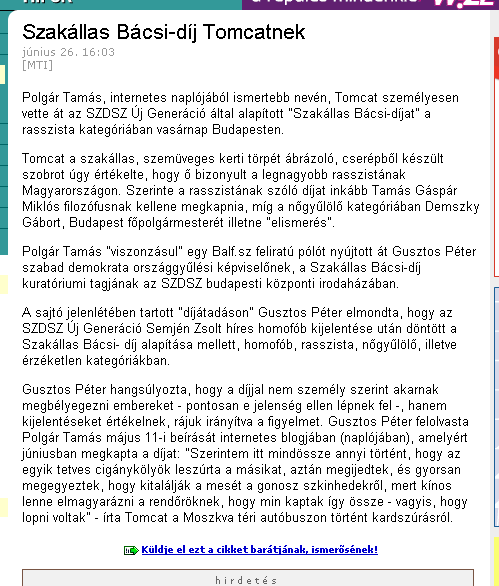 a repülés mindenkié
Szakállas Bácsi-díj Tomcatnek
június 26. 16:03
[MTI]
Polgár Tamás, internetes naplójából ismertebb nevén, Tomcat személyesen
vette át az SZDSZ Új Generáció által alapított "Szakállas Bácsi-díjat" a
rasszista kategóriában vasárnap Budapesten.
Tomcat a szakállas, szemüveges kerti törpét ábrázoló, cserépből készült
szobrot úgy értékelte, hogy ő bizonyult a legnagyobb rasszistának
Magyarországon. Szerinte a rasszistának szóló díjat inkább Tamás Gáspár
Miklós filozófusnak kellene megkapnia, míg a nőgyűlölő kategóriában Demszky
Gábort, Budapest főpolgármesterét illetne "elismerés".
Polgár Tamás "viszonzásul" egy Balf.sz feliratú pólót nyújtott át Gusztos Péter
szabad demokrata országgyűlési képviselőnek, a Szakállas Bácsi-díj
kuratóriumi tagjának az SZDSZ budapesti központi irodaházában.
A sajtó jelenlétében tartott "díjátadáson" Gusztos Péter elmondta, hogy az
SZDSZ Új Generáció Semjén Zsolt híres homofób kijelentése után döntött a
Szakállas Bácsi- díj alapítása mellett, homofób, rasszista, nőgyűlölő, illetve
érzéketlen kategóriákban.
Gusztos Péter hangsúlyozta, hogy a díjjal nem személy szerint akarnak
megbélyegezni embereket - pontosan e jelenség ellen lépnek fel -, hanem
kijelentéseket értékelnek, rájuk irányítva a figyelmet. Gusztos Péter felolvasta
Polgár Tamás május 11-i beírását internetes blogjában (naplójában), amelyért
júniusban megkapta a díjat: "Szerintem itt mindössze annyi történt, hogy az
egyik tetves cigánykölyök leszúrta a másikat, aztán megijedtek, és gyorsan
megegyeztek, hogy kitalálják a mesét a gonosz szkinhedekről, mert kínos
lenne elmagyarázni a rendőröknek, hogy min kaptak így össze - vagyis, hogy
lopni voltak" - írta Tomcat a Moszkva téri autóbuszon történt kardszúrásról.
Küldje el ezt a cikket barátjának, ismerősének!
hirdetés